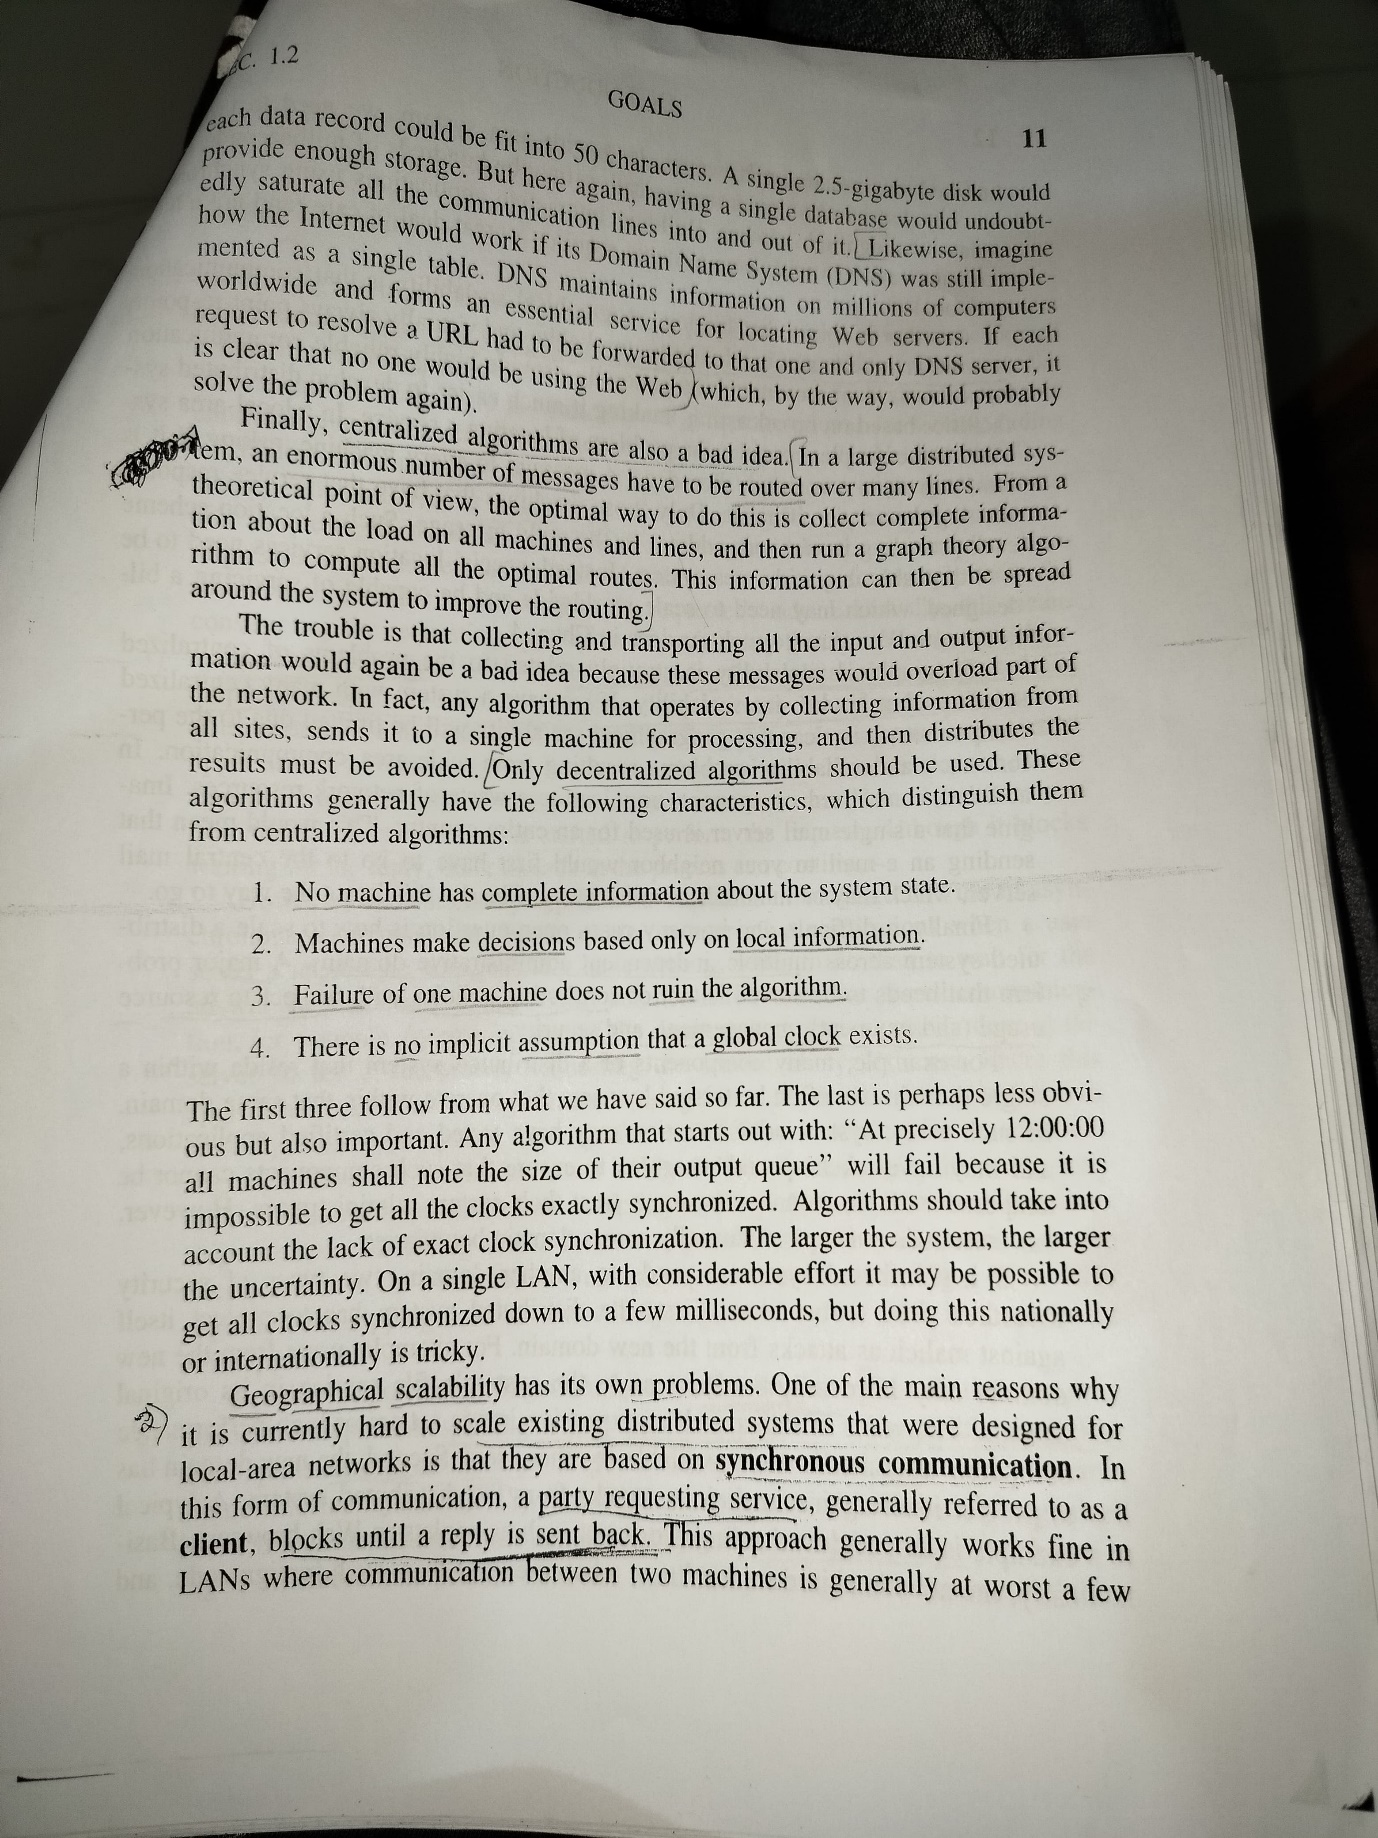 C. 1.2
GOALS
11
each data record could be fit into 50 characters. A single 2.5-gigabyte disk would
provide enough storage. But here again, having a single database would undoubt-
edly saturate all the communication lines into and out of it. Likewise, imagine
how the Internet would work if its Domain Name System (DNS) was still imple-
mented as a single table. DNS maintains information on millions of computers
worldwide and forms an essential service for locating Web servers. If each
request to resolve a URL had to be forwarded to that one and only DNS server, it
is clear that no one would be using the Web (which, by the way, would probably
solve the problem again).
Finally, centralized algorithms are also a bad idea. In a large distributed sys-
tem, an enormous number of messages have to be routed over many lines. From a
theoretical point of view, the optimal way to do this is collect complete informa-
tion about the load on all machines and lines, and then run a graph theory algo-
rithm to compute all the optimal routes. This information can then be spread
around the system to improve the routing.
The trouble is that collecting and transporting all the input and output infor-
mation would again be a bad idea because these messages would overload part of
the network. In fact, any algorithm that operates by collecting information from
all sites, sends it to a single machine for processing, and then distributes the
results must be avoided. Only decentralized algorithms should be used. These
algorithms generally have the following characteristics, which distinguish them
from centralized algorithms:
1. No machine has complete information about the system state.
2. Machines make decisions based only on local information.
3. Failure of one machine does not ruin the algorithm.
4. There is no implicit assumption that a global clock exists.
The first three follow from what we have said so far. The last is perhaps less obvi-
ous but also important. Any algorithm that starts out with: “At precisely 12:00:00
all machines shall note the size of their output queue” will fail because it is
impossible to get all the clocks exactly synchronized. Algorithms should take into
account the lack of exact clock synchronization. The larger the system, the larger
the uncertainty. On a single LAN, with considerable effort it may be possible to
get all clocks synchronized down to a few milliseconds, but doing this nationally
or internationally is tricky.
Geographical scalability has its own problems. One of the main reasons why
2) it is currently hard to scale existing distributed systems that were designed for
local-area networks is that they are based on synchronous communication. In
this form of communication, a party requesting service, generally referred to as a
client, blocks until a reply is sent back. This approach generally works fine in
LANs where communication between two machines is generally at worst a few